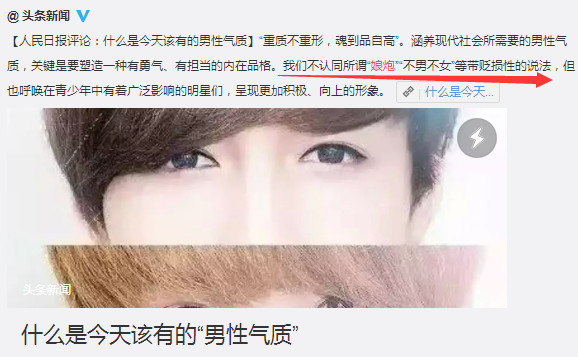 @头条新闻
【人民日报评论：什么是今天该有的男性气质】“重质不重形，魂到品自高”。涵养现代社会所需要的男性气
质，关键是要塑造一种有勇气、有担当的内在品格。我们不认同所谓“娘炮”“不男不女”等带贬损性的说法，但
也呼唤在青少年中有着广泛影响的明星们，呈现更加积极、向上的形象。 什么是今天...
头条新闻
什么是今天该有的“男性气质”